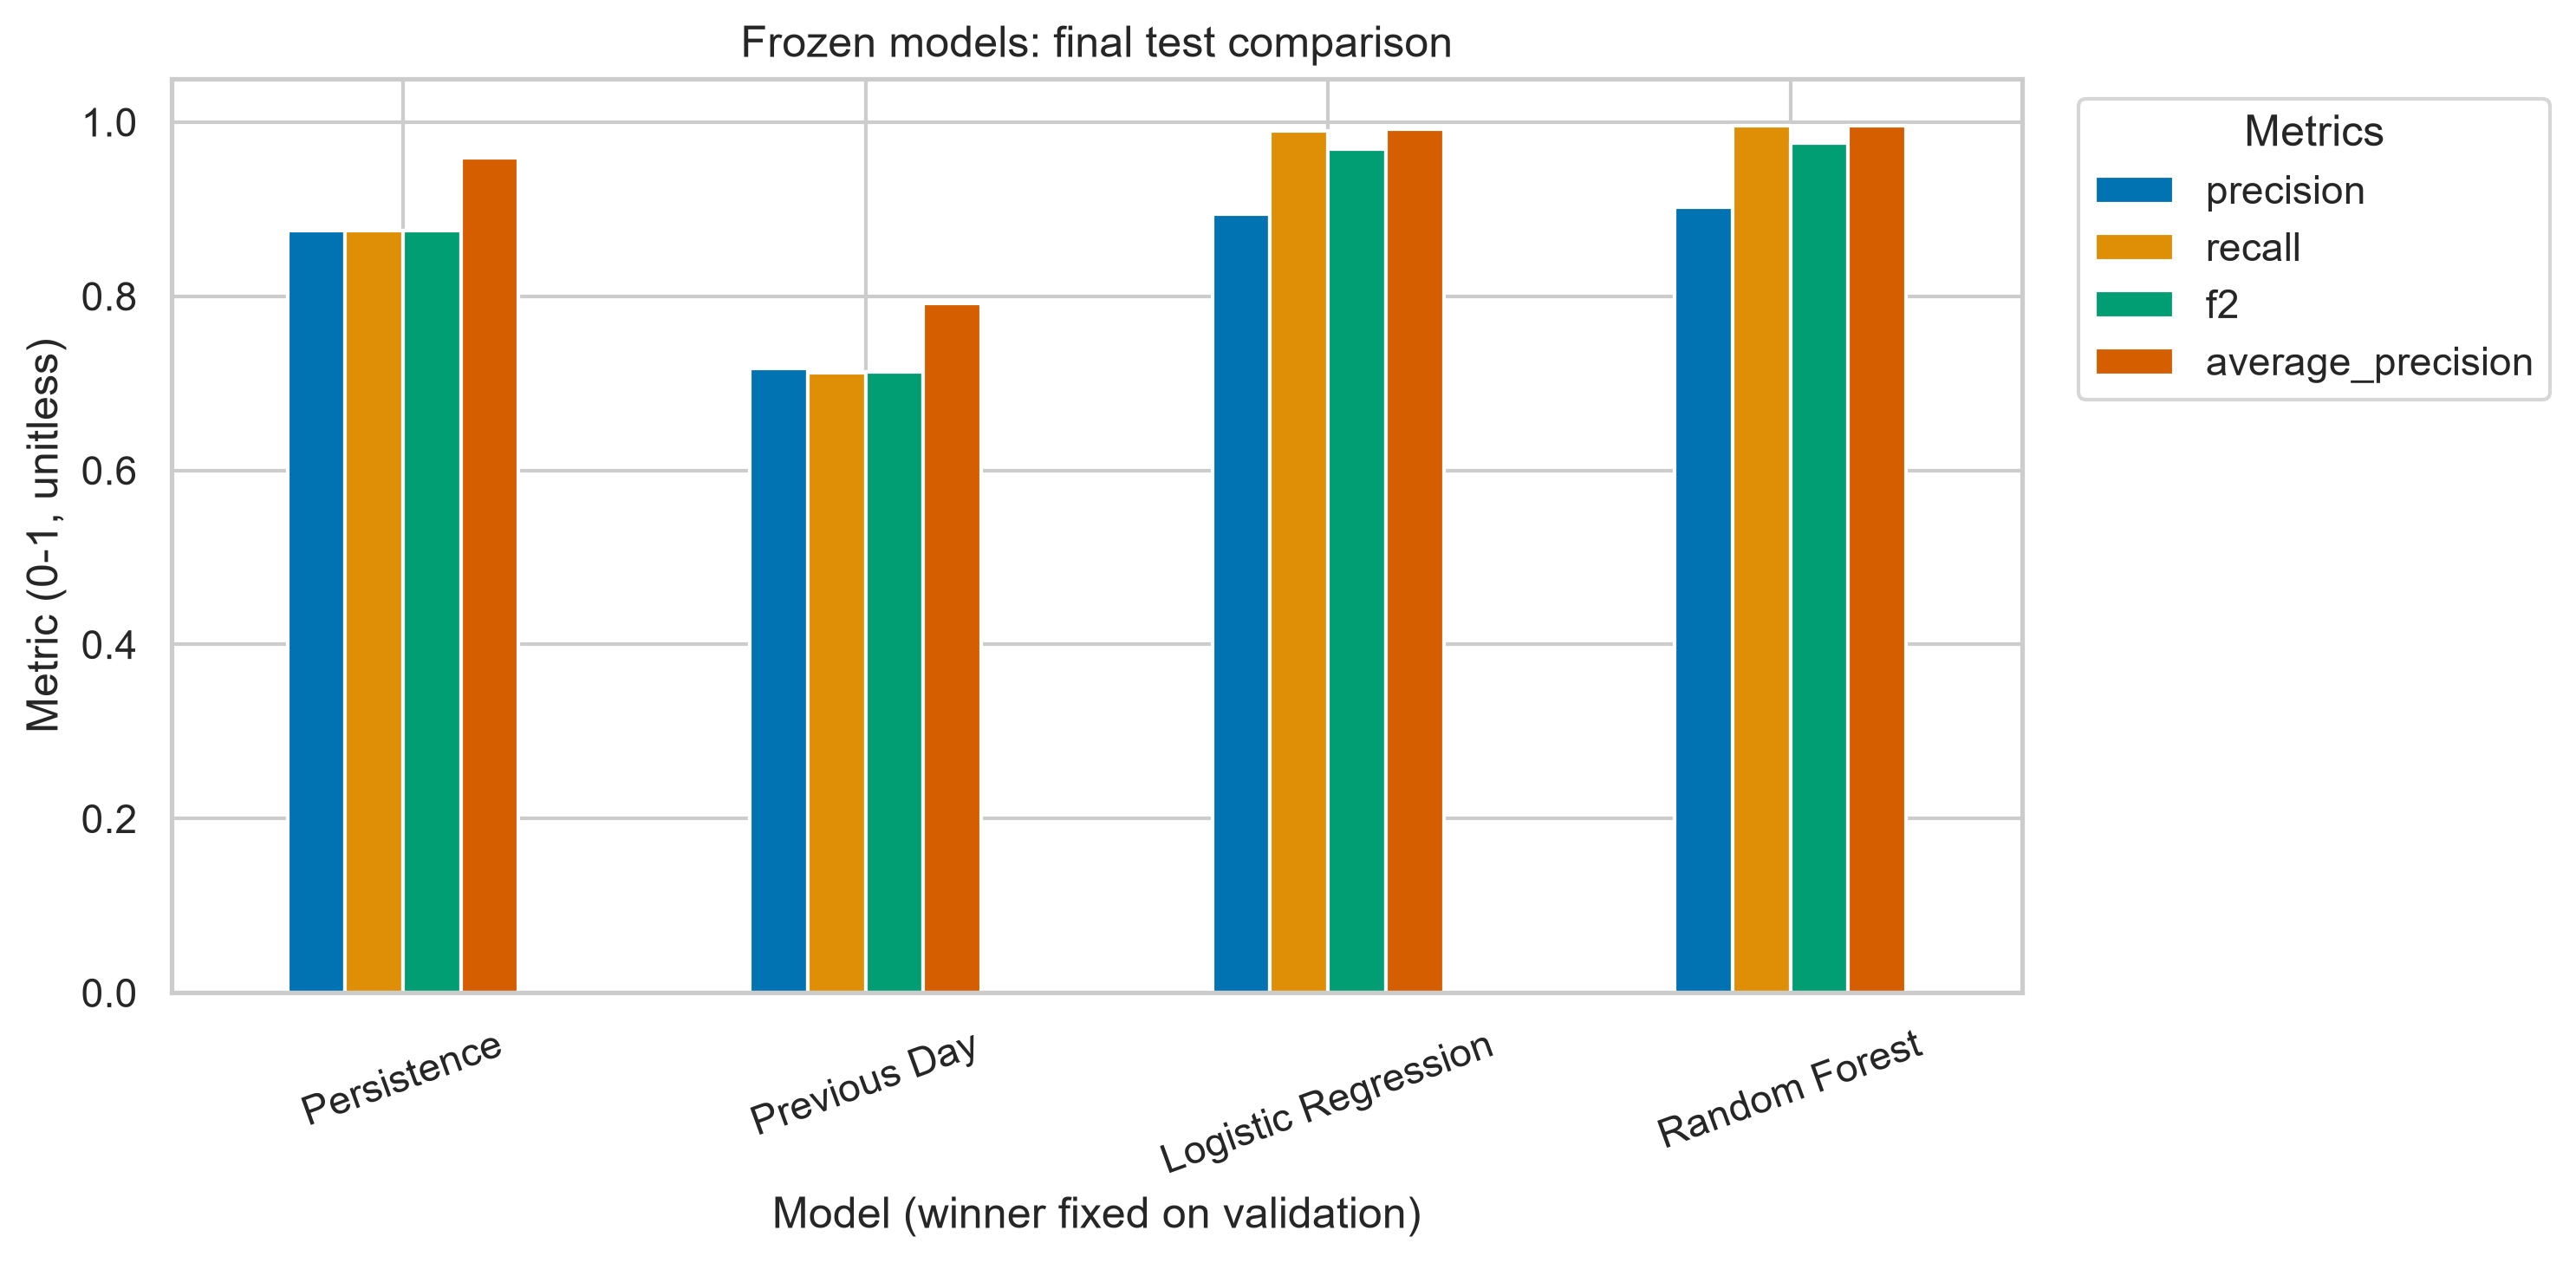 Frozen models: final test comparison
Metric (0-1, unitless)
1.0
0.8
0.6
0.4
0.2
0.0
Persistence
Previous Day
Logistic Regression
Random Forest
Model (winner fixed on validation)
Metrics
precision
recall
f2
average_precision